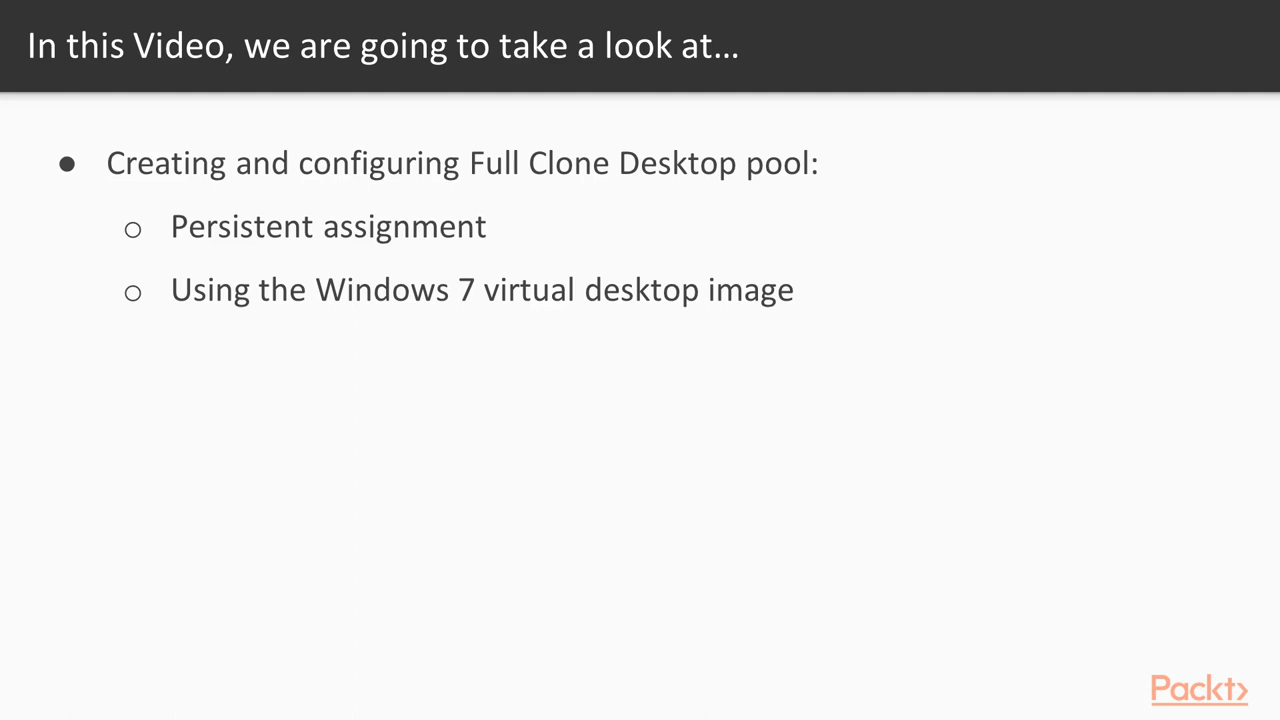 In this Video, we are going to take a look at...
● Creating and configuring Full Clone Desktop pool:
○ Persistent assignment
○ Using the Windows 7 virtual desktop image
Packt>